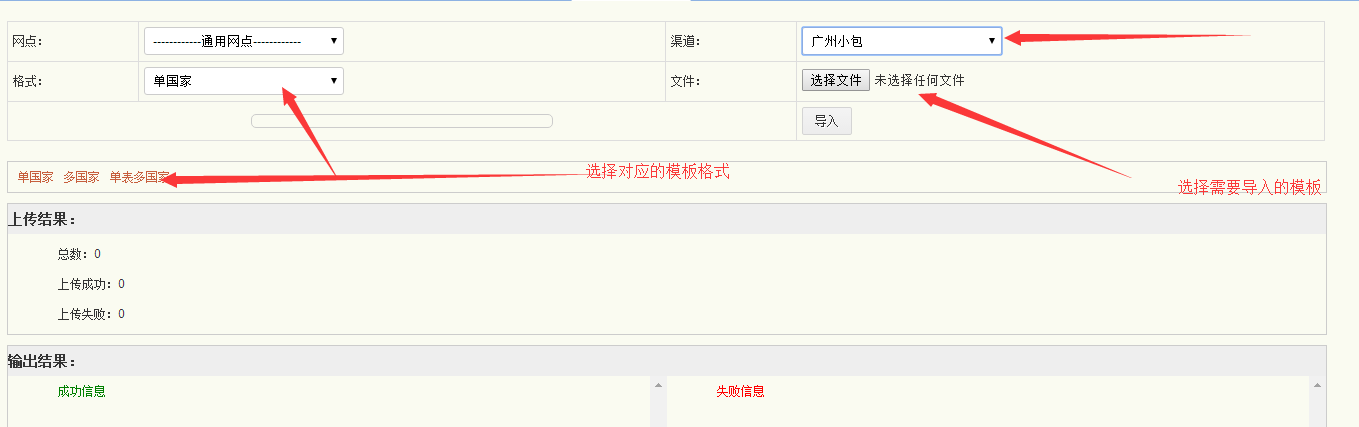 网点: ------------通用网点------------ 渠道: 广州小包
格式: 单国家 文件: 选择文件 未选择任何文件
导入
单国家 多国家 单表多国家 选择对应的模板格式
选择需要导入的模板
上传结果:
总数: 0
上传成功: 0
上传失败: 0
输出结果:
成功信息 失败信息